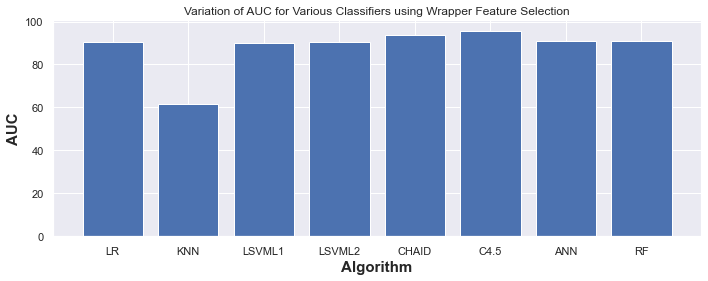 Variation of AUC for Various Classifiers using Wrapper Feature Selection
100
80
60
40
20
0
AUC
LR KNN LSVML1 LSVML2 CHAID C4.5 ANN RF
Algorithm